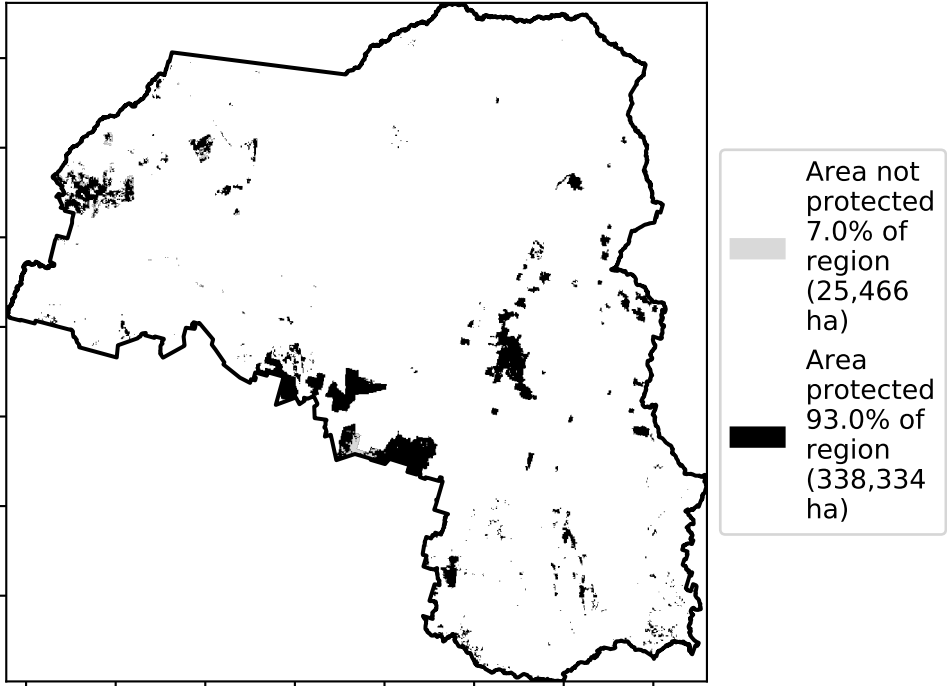 Area not
protected
7.0% of
region
(25,466
ha)
Area
protected
93.0% of
region
(338,334
ha)